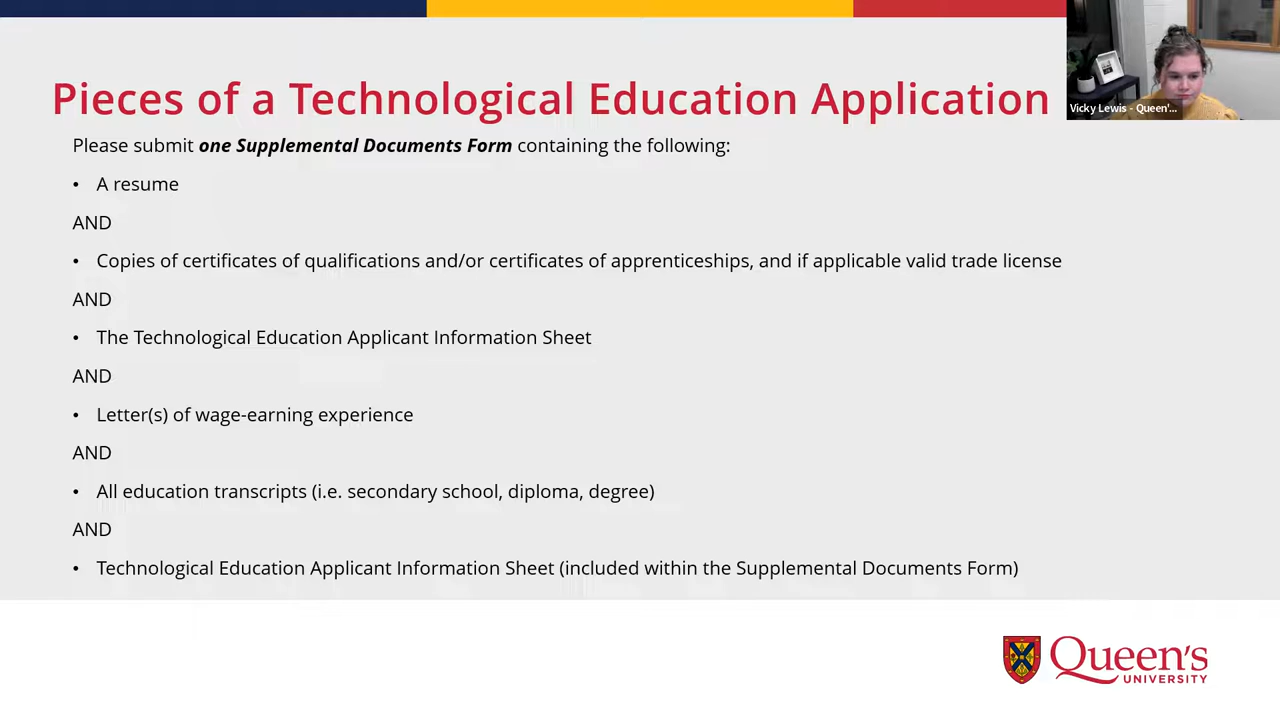 Pieces of a Technological Education Application
Vicky Lewis - Queen'...
Please submit one Supplemental Documents Form containing the following:
• A resume
AND
• Copies of certificates of qualifications and/or certificates of apprenticeships, and if applicable valid trade license
AND
• The Technological Education Applicant Information Sheet
AND
• Letter(s) of wage-earning experience
AND
• All education transcripts (i.e. secondary school, diploma, degree)
AND
• Technological Education Applicant Information Sheet (included within the Supplemental Documents Form)
Queen's
UNIVERSITY